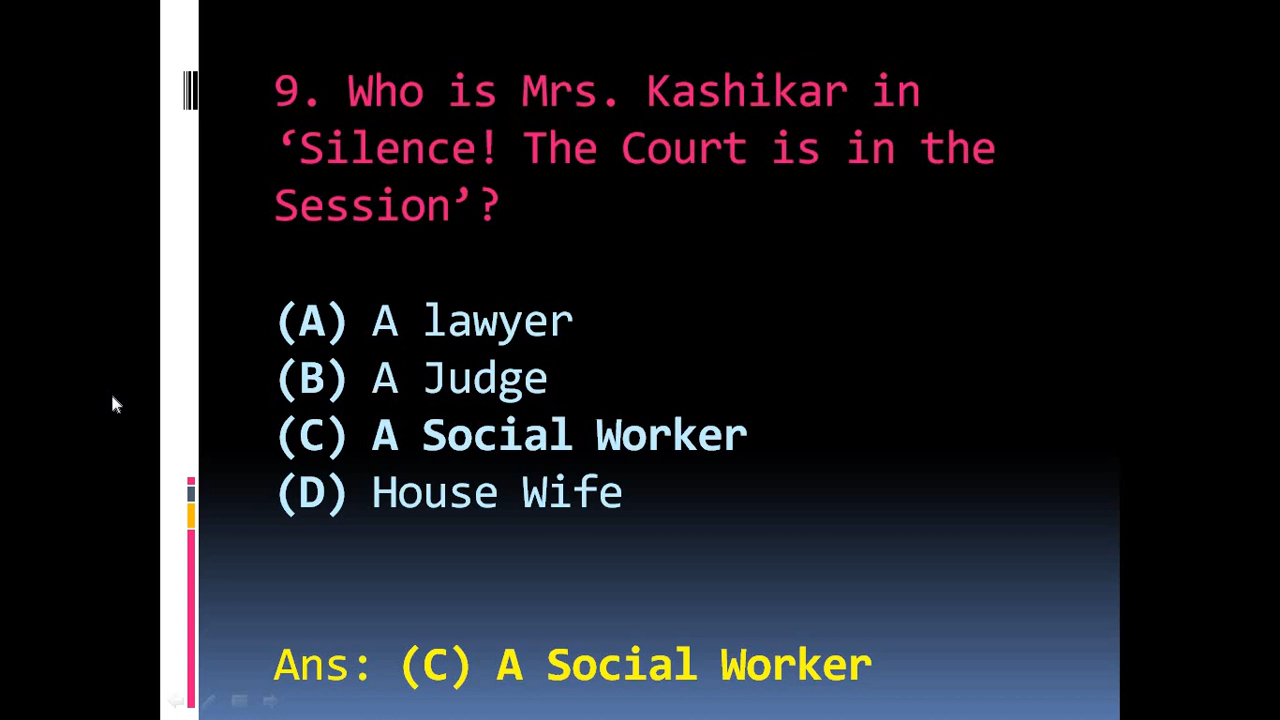 9. Who is Mrs. Kashikar in
‘Silence! The Court is in the
Session’?
(A) A lawyer
(B) A Judge
(C) A Social Worker
(D) House Wife
Ans: (C) A Social Worker